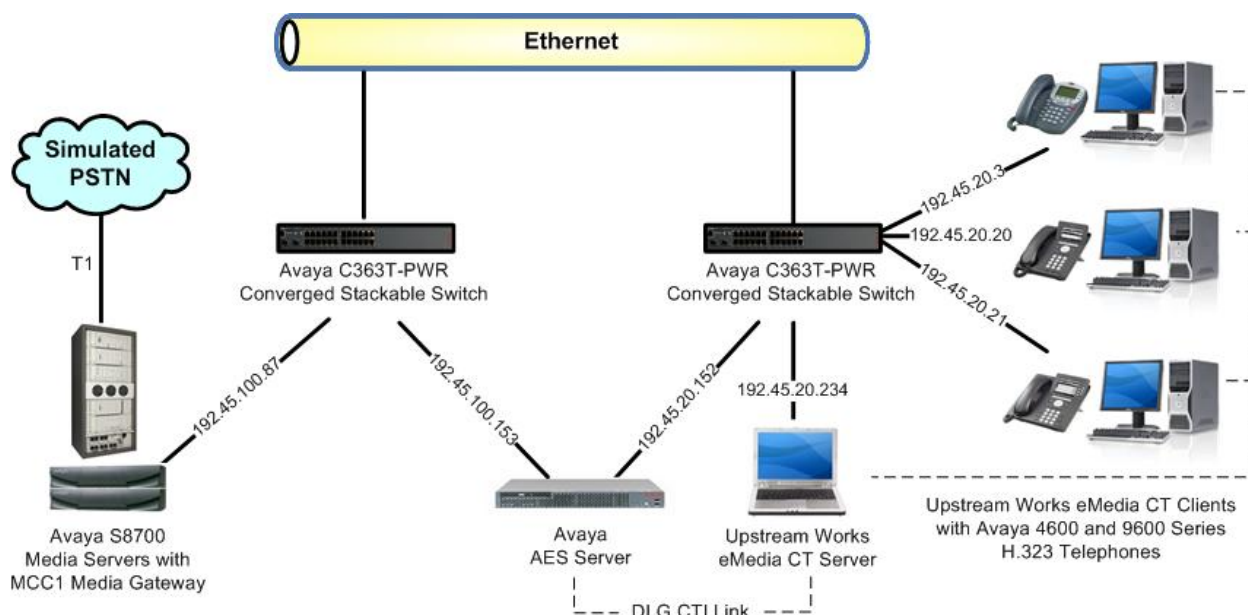 Ethernet
Simulated
PSTN
T1
Avaya C363T-PWR
Converged Stackable Switch
Avaya C363T-PWR
Converged Stackable Switch
192.45.20.3
192.45.20.20
192.45.20.21
192.45.100.87
192.45.100.153
192.45.20.152
192.45.20.234
Avaya S8700
Media Servers with
MCC1 Media Gateway
Avaya
AES Server
Upstream Works
eMedia CT Server
Upstream Works eMedia CT Clients
with Avaya 4600 and 9600 Series
H.323 Telephones
DLG CTI Link